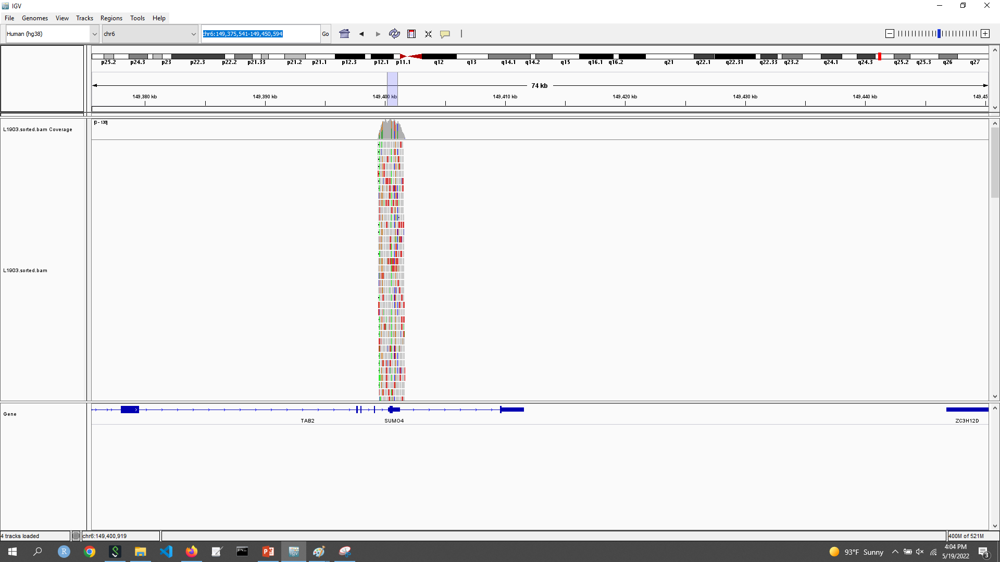 IGV
File Genomes View Tracks Regions Tools Help
Human (hg38) chr6 chr6:149,375,541-149,450,594 Go
p25.2 p24.3 p23 p22.3 p22.2 p21.33 p21.2 p21.1 p12.3 p12.1 p11.1 q12 q13 q14.1 q14.2 q15 q16.1 q16.2 q21 q22.1 q22.31 q22.33 q23.2 q24.1 q24.3 q25.2 q25.3 q26 q27
74 kb
149,380 kb 149,390 kb 149,400 kb 149,410 kb 149,420 kb 149,430 kb 149,440 kb 149,45
[0 - 138]
L1903.sorted.bam Coverage
L1903.sorted.bam
Gene
TAB2 SUMO4 ZC3H12D
4 tracks loaded chr6:149,400,919 400M of 521M
93°F Sunny
4:04 PM
5/19/2022
3